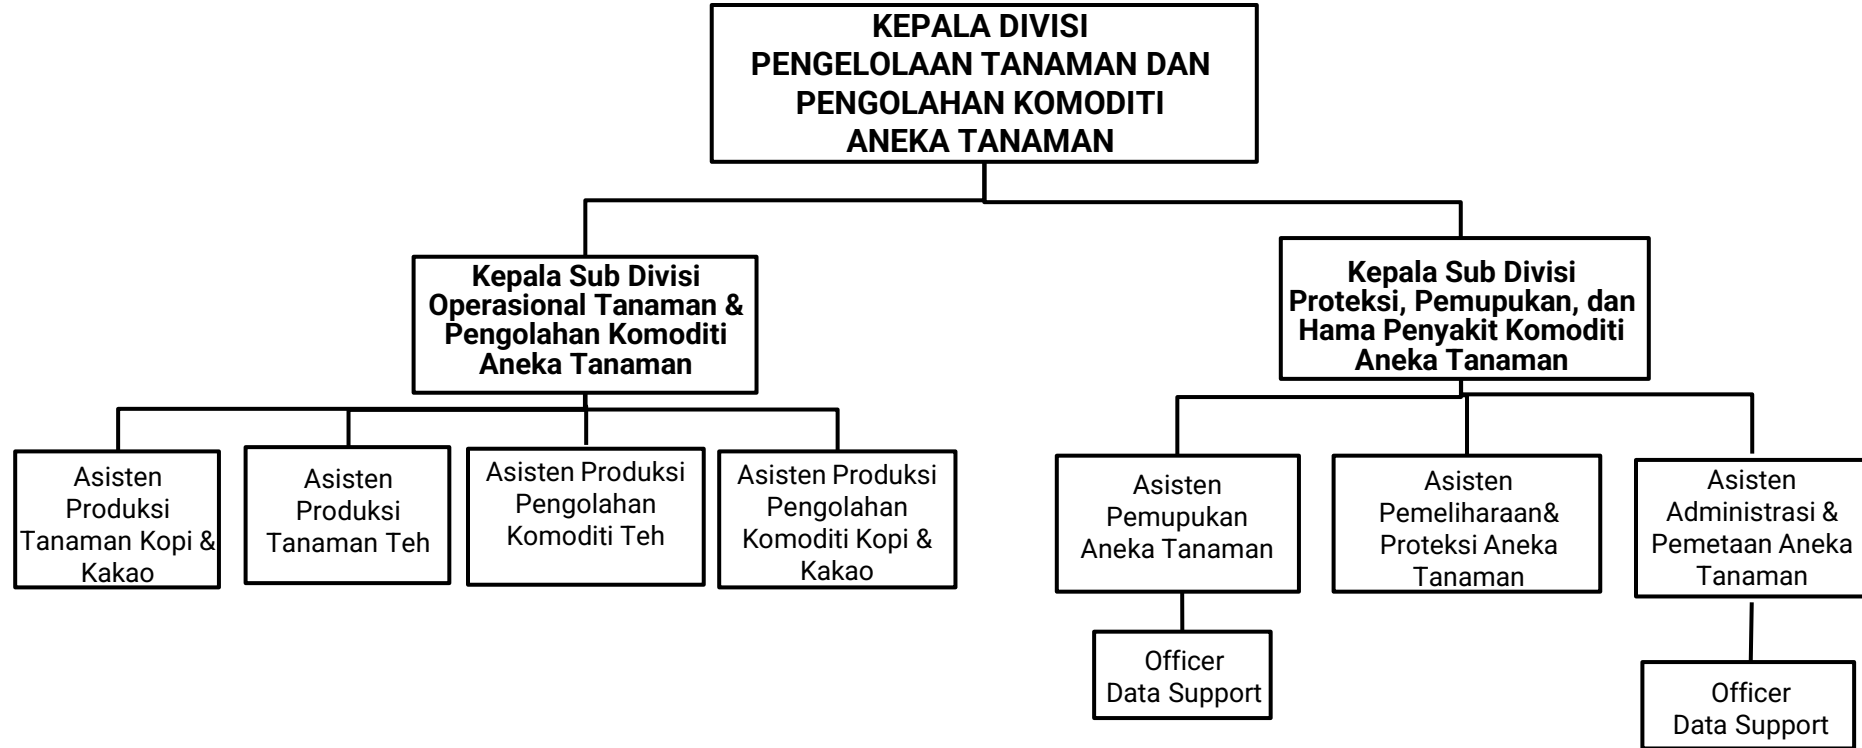 KEPALA DIVISI
PENGELOLAAN TANAMAN DAN
PENGOLAHAN KOMODITI
ANEKA TANAMAN
Kepala Sub Divisi
Operasional Tanaman &
Pengolahan Komoditi
Aneka Tanaman
Kepala Sub Divisi
Proteksi, Pemupukan, dan
Hama Penyakit Komoditi
Aneka Tanaman
Asisten
Produksi
Tanaman Kopi &
Kakao
Asisten
Produksi
Tanaman Teh
Asisten Produksi
Pengolahan
Komoditi Teh
Asisten Produksi
Pengolahan
Komoditi Kopi &
Kakao
Asisten
Pemupukan
Aneka Tanaman
Asisten
Pemeliharaan&
Proteksi Aneka
Tanaman
Asisten
Administrasi &
Pemetaan Aneka
Tanaman
Officer
Data Support
Officer
Data Support